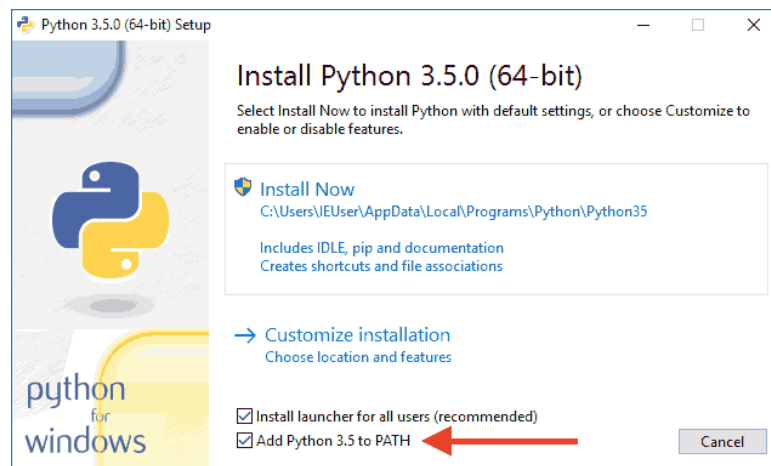 Python 3.5.0 (64-bit) Setup
Install Python 3.5.0 (64-bit)
Select Install Now to install Python with default settings, or choose Customize to
enable or disable features.
Install Now
C:\Users\IEUser\AppData\Local\Programs\Python\Python35
Includes IDLE, pip and documentation
Creates shortcuts and file associations
Customize installation
Choose location and features
python
for
windows
Install launcher for all users (recommended)
Add Python 3.5 to PATH
Cancel